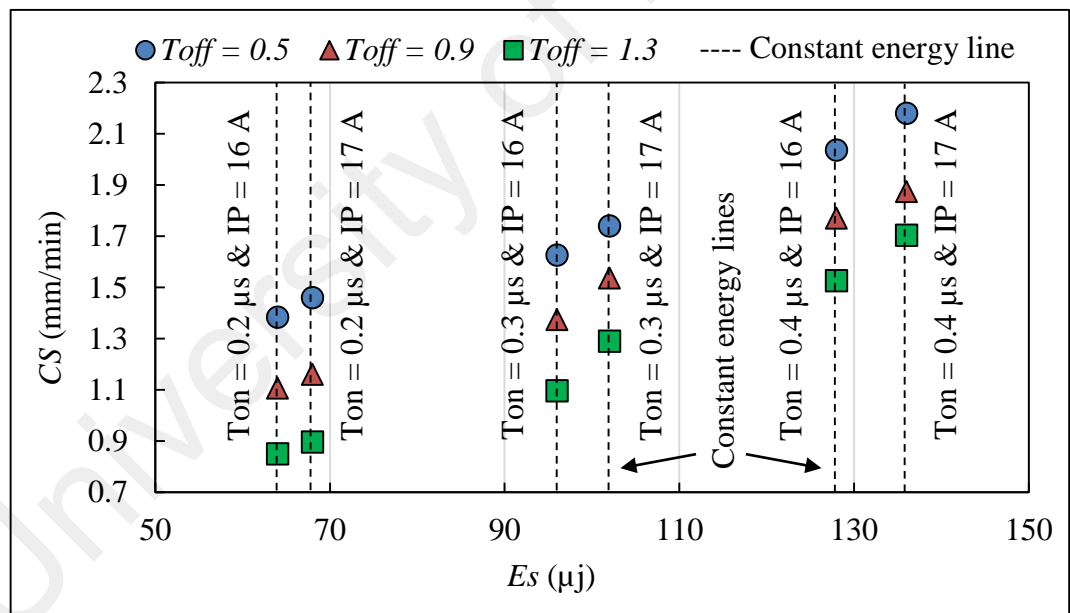 University of
Toff = 0.5 Toff = 0.9 Toff = 1.3 Constant energy line
2.3
2.1
1.9
1.7
1.5
1.3
1.1
0.9
0.7
CS (mm/min)
Ton = 0.2 µs & IP = 16 A
Ton = 0.2 µs & IP = 17 A
Ton = 0.3 µs & IP = 16 A
Ton = 0.3 µs & IP = 17 A
Constant energy lines
Ton = 0.4 µs & IP = 16 A
Ton = 0.4 µs & IP = 17 A
50 70 90 110 130 150
Es (µj)